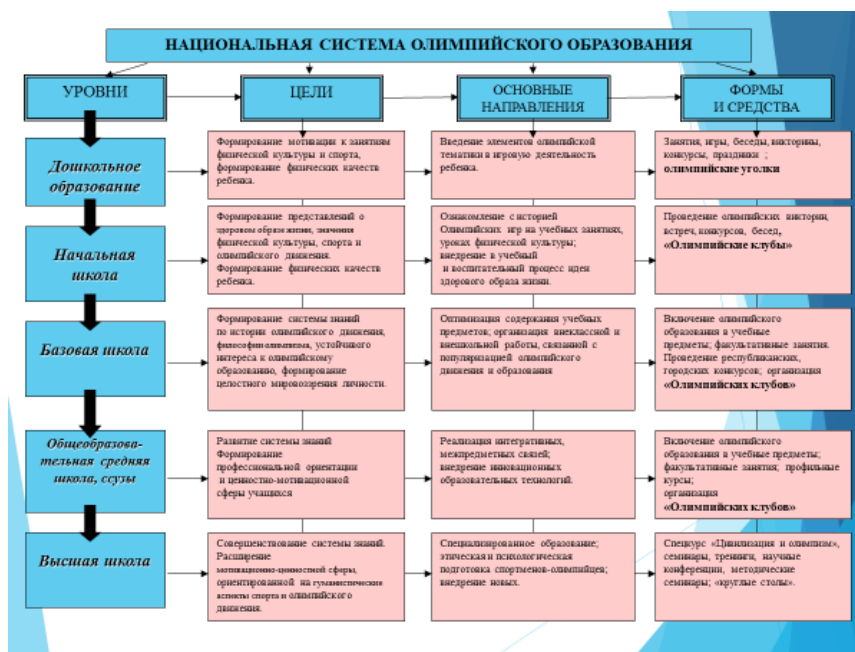 НАЦИОНАЛЬНАЯ СИСТЕМА ОЛИМПИЙСКОГО ОБРАЗОВАНИЯ
УРОВНИ
ЦЕЛИ
ОСНОВНЫЕ
НАПРАВЛЕНИЯ
ФОРМЫ
И СРЕДСТВА
Дошкольное
образование
Формирование мотивации к занятиям
физической культуры и спорта,
формирование физических качеств
ребенка.
Введение элементов олимпийской
тематики в игровую деятельность
ребенка.
Занятия, игры, беседы, викторины,
конкурсы, праздники ;
олимпийские уголки
Начальная
школа
Формирование представлений о
здоровом образе жизни, значения
физической культуры, спорта и
олимпийского движения.
Формирование физических качеств
ребенка.
Ознакомление с историей
Олимпийских игр на учебных занятиях,
уроках физической культуры;
внедрение в учебный
и воспитательный процесс идеи
здорового образа жизни.
Проведение олимпийских викторин,
встреч, конкурсов, бесед,
«Олимпийские клубы»
Базовая школа
Формирование системы знаний
по истории олимпийского движения,
философии олимпизма, устойчивого
интереса к олимпийскому
образованию, формирование
целостного мировоззрения личности.
Оптимизация содержания учебных
предметов; организация внеклассной и
внешкольной работы, связанной с
популяризацией олимпийского
движения и образования
Включение олимпийского
образования в учебные
предметы; факультативные занятия.
Проведение республиканских,
городских конкурсов; организация
«Олимпийских клубов»
Общеобразова-
тельная средняя
школа, ссузы
Развитие системы знаний
Формирование
профессиональной ориентации
и ценностно-мотивационной
сферы учащихся
Реализация интегративных,
межпредметных связей;
внедрение инновационных
образовательных технологий.
Включение олимпийского
образования в учебные предметы;
факультативные занятия; профильные
курсы;
организация
«Олимпийских клубов»
Высшая школа
Совершенствование системы знаний.
Расширение
мотивационно-ценностной сферы,
ориентированной на гуманистические
аспекты спорта и олимпийского
движения.
Специализированное образование;
этическая и психологическая
подготовка спортменов-олимпийцев;
внедрение новых.
Спецкурс «Цивилизация и олимпизм»,
семинары, тренинги, научные
конференции, методические
семинары; «круглые столы».